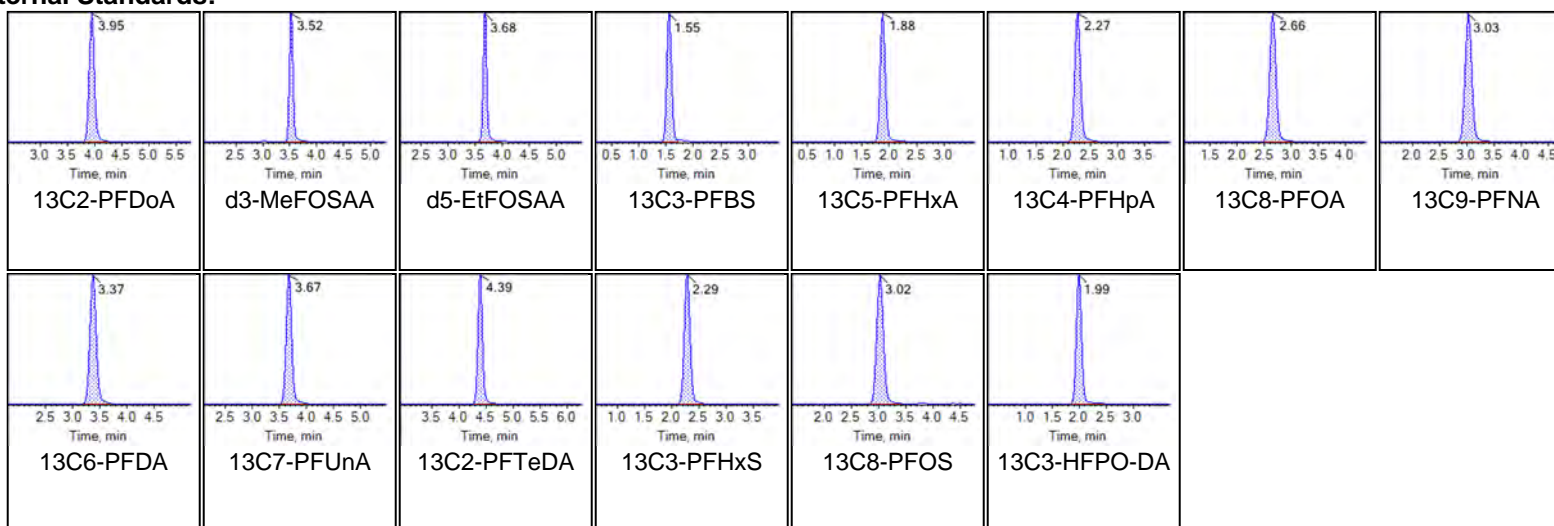 ternal Standards:
3.95 3.52 3.68 1.55 1.88 2.27 2.66 3.03
3.0 3.5 4.0 4.5 5.0 5.5 2.5 3.0 3.5 4.0 4.5 5.0 2.5 3.0 3.5 4.0 4.5 5.0 0.5 1.0 1.5 2.0 2.5 3.0 0.5 1.0 1.5 2.0 2.5 3.0 1.0 1.5 2.0 2.5 3.0 3.5 1.5 2.0 2.5 3.0 3.5 4.0 2.0 2.5 3.0 3.5 4.0 4.5
Time, min Time, min Time, min Time, min Time, min Time, min Time, min Time, min
13C2-PFDoA d3-MeFOSAA d5-EtFOSAA 13C3-PFBS 13C5-PFHxA 13C4-PFHpA 13C8-PFOA 13C9-PFNA
3.37 3.67 4.39 2.29 3.02 1.99
2.5 3.0 3.5 4.0 4.5 2.5 3.0 3.5 4.0 4.5 5.0 3.5 4.0 4.5 5.0 5.5 6.0 1.0 1.5 2.0 2.5 3.0 3.5 2.0 2.5 3.0 3.5 4.0 4.5 1.0 1.5 2.0 2.5 3.0
Time, min Time, min Time, min Time, min Time, min Time, min
13C6-PFDA 13C7-PFUnA 13C2-PFTeDA 13C3-PFHxS 13C8-PFOS 13C3-HFPO-DA